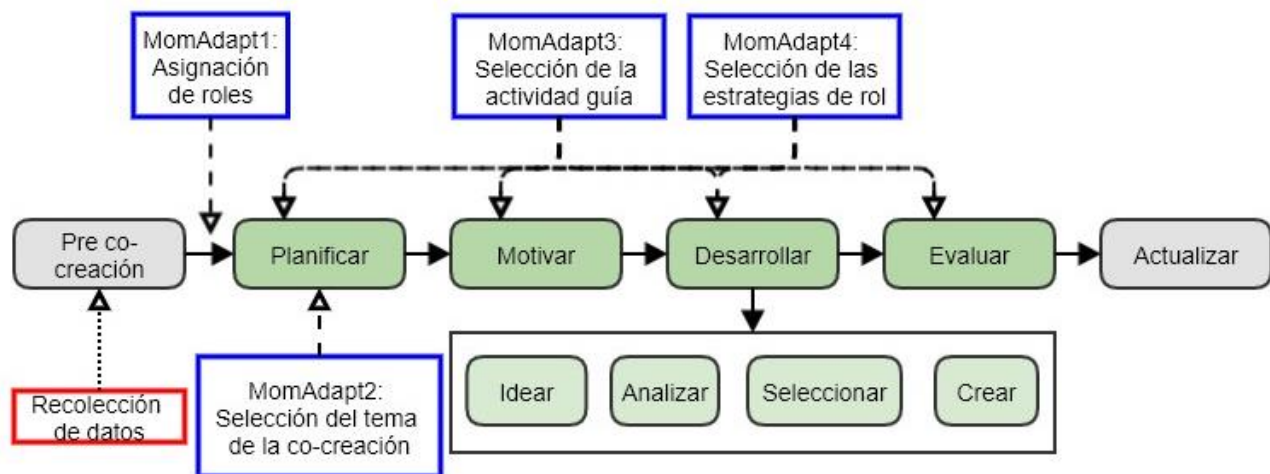 MomAdapt1:
Asignación
de roles
MomAdapt3:
Selección de la
actividad guía
MomAdapt4:
Selección de las
estrategias de rol
Pre co-
creación
Planificar
Motivar
Desarrollar
Evaluar
Actualizar
Recolección
de datos
MomAdapt2:
Selección del tema
de la co-creación
Idear
Analizar
Seleccionar
Crear